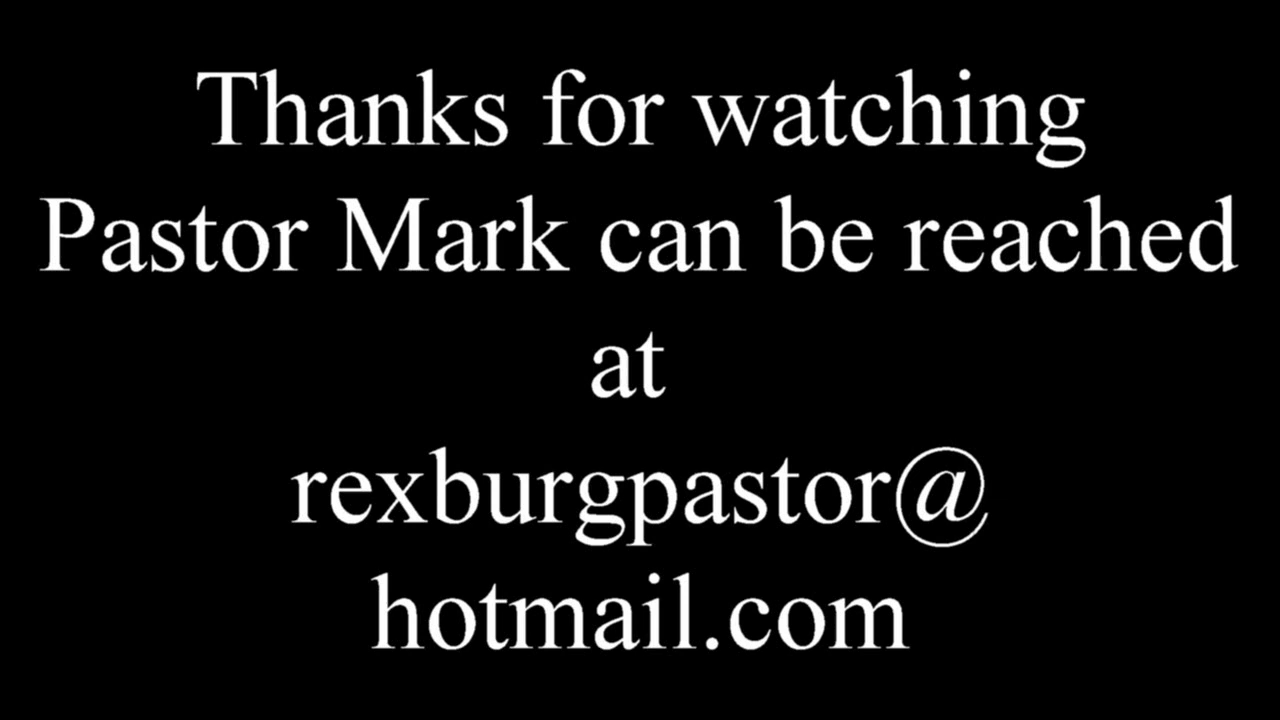 Thanks for watching
Pastor Mark can be reached
at
rexburgpastor@
hotmail.com